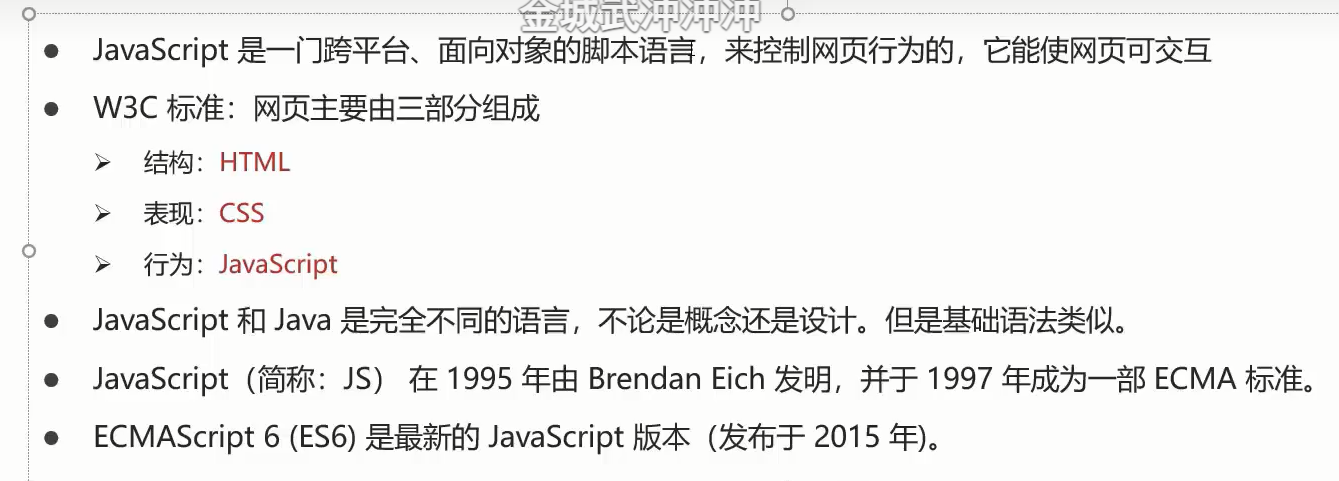 金城武冲冲冲
JavaScript 是一门跨平台、面向对象的脚本语言，来控制网页行为的，它能使网页可交互
W3C 标准：网页主要由三部分组成
结构：HTML
表现：CSS
行为：JavaScript
JavaScript 和 Java 是完全不同的语言，不论是概念还是设计。但是基础语法类似。
JavaScript（简称：JS） 在 1995 年由 Brendan Eich 发明，并于 1997 年成为一部 ECMA 标准。
ECMAScript 6 (ES6) 是最新的 JavaScript 版本（发布于 2015 年)。